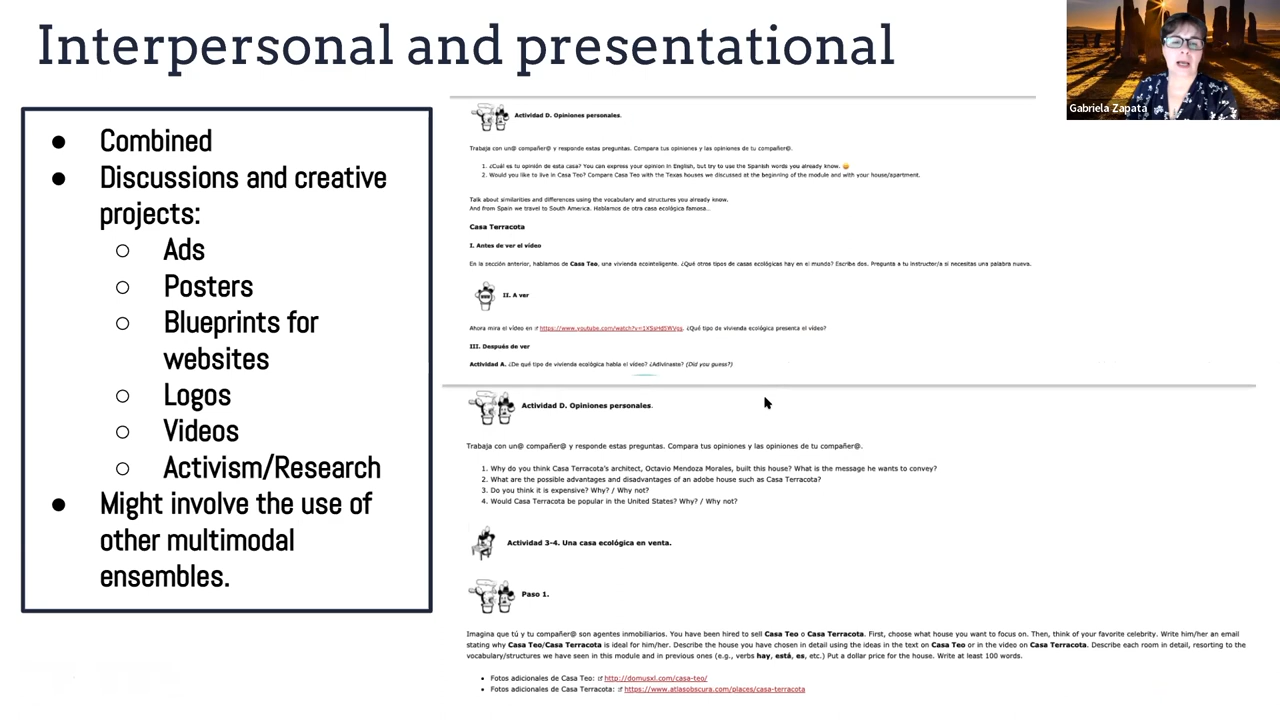 Interpersonal and presentational
Gabriela Zapata
● Combined
● Discussions and creative
projects:
○ Ads
○ Posters
○ Blueprints for
websites
○ Logos
○ Videos
○ Activism/Research
● Might involve the use of
other multimodal
ensembles.
Actividad D. Opiniones personales.
Trabaja con un@ compañer@ y responde estas preguntas. Compara tus opiniones y las opiniones de tu compañer@.
1. ¿Cuál es tu opinión de esta casa? You can express your opinion in English, but try to use the Spanish words you already know.
2. Would you like to live in Casa Teo? Compare Casa Teo with the Texas houses we discussed at the beginning of the module and with your house/apartment.
Talk about similarities and differences using the vocabulary and structures you already know.
And from Spain we travel to South America. Hablamos de otra casa ecológica famosa...
Casa Terracota
I. Antes de ver el vídeo
En la sección anterior, hablamos de Casa Teo, una vivienda ecointeligente. ¿Qué otros tipos de casas ecológicas hay en el mundo? Escribe dos. Pregunta a tu instructor/a si necesitas una palabra nueva.
II. A ver
Ahora mira el vídeo en ¿Qué tipo de vivienda ecológica presenta el vídeo?
III. Después de ver
Actividad A. ¿De qué tipo de vivienda ecológica habla el vídeo? ¿Adivinaste? (Did you guess?)
Actividad D. Opiniones personales.
Trabaja con un@ compañer@ y responde estas preguntas. Compara tus opiniones y las opiniones de tu compañer@.
1. Why do you think Casa Terracota's architect, Octavio Mendoza Morales, built this house? What is the message he wants to convey?
2. What are the possible advantages and disadvantages of an adobe house such as Casa Terracota?
3. Do you think it is expensive? Why? / Why not?
4. Would Casa Terracota be popular in the United States? Why? / Why not?
Actividad 3-4. Una casa ecológica en venta.
Paso 1.
Imagina que tú y tu compañer@ son agentes inmobiliarios. You have been hired to sell Casa Teo o Casa Terracota. First, choose what house you want to focus on. Then, think of your favorite celebrity. Write him/her an email
stating why Casa Teo/Casa Terracota is ideal for him/her. Describe the house you have chosen in detail using the ideas in the text on Casa Teo or in the video on Casa Terracota. Describe each room in detail, resorting to the
vocabulary/structures we have seen in this module and in previous ones (e.g., verbs hay, está, es, etc.) Put a dollar price for the house. Write at least 100 words.
• Fotos adicionales de Casa Teo: http://domusxl.com/casa-teo/
• Fotos adicionales de Casa Terracota: https://www.atlasobscura.com/places/casa-terracota